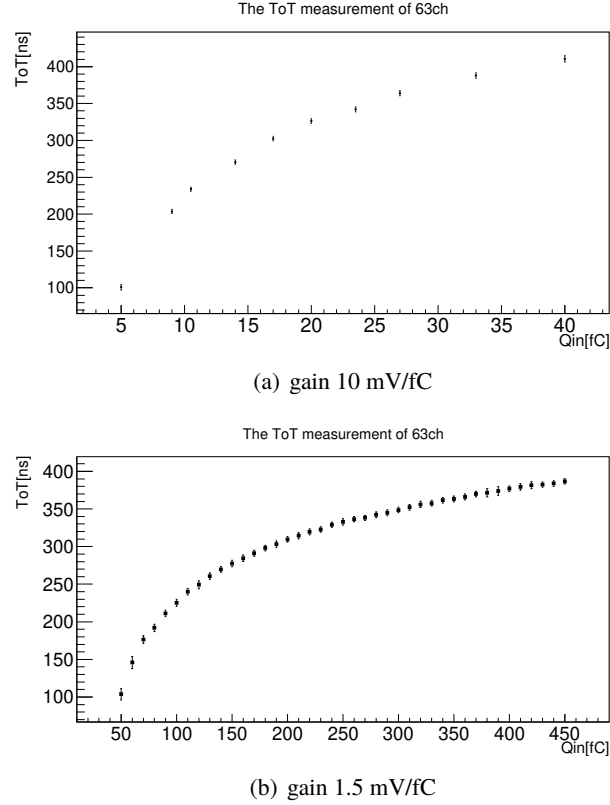 The ToT measurement of 63ch
ToT[ns]
400
350
300
250
200
150
100
5 10 15 20 25 30 35 40
Qin[fC]
(a) gain 10 mV/fC
The ToT measurement of 63ch
ToT[ns]
400
350
300
250
200
150
100
50 100 150 200 250 300 350 400 450
Qin[fC]
(b) gain 1.5 mV/fC